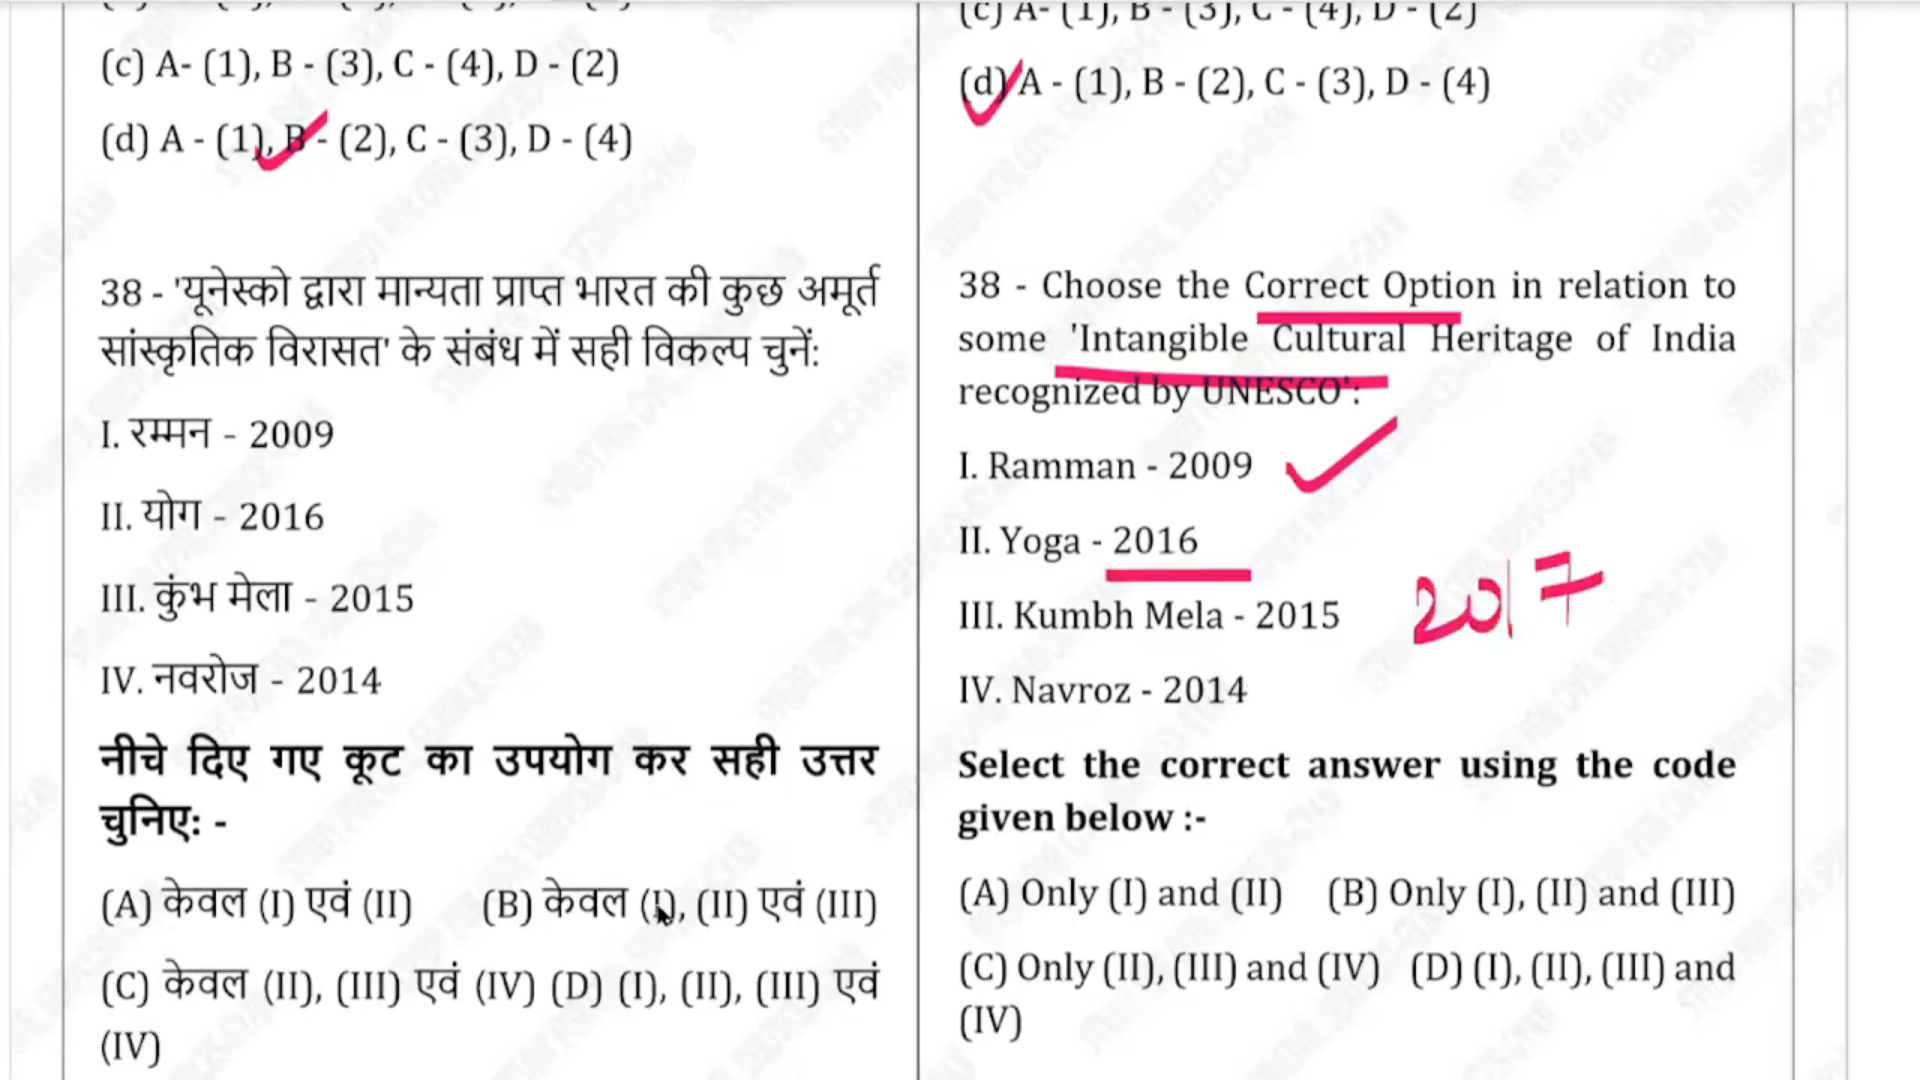 (c) A- (1), B - (3), C - (4), D - (2)
(d) A - (1), B - (2), C - (3), D - (4)
38 - 'यूनेस्को द्वारा मान्यता प्राप्त भारत की कुछ अमूर्त
सांस्कृतिक विरासत' के संबंध में सही विकल्प चुनें:
I. रम्मन - 2009
II. योग - 2016
III. कुंभ मेला - 2015
IV. नवरोज - 2014
नीचे दिए गए कूट का उपयोग कर सही उत्तर
चुनिए: -
(A) केवल (I) एवं (II) (B) केवल (I), (II) एवं (III)
(C) केवल (II), (III) एवं (IV) (D) (I), (II), (III) एवं
(IV)
(c) A- (1), B - (3), C - (4), D - (2)
(d) A - (1), B - (2), C - (3), D - (4)
38 - Choose the Correct Option in relation to
some 'Intangible Cultural Heritage of India
recognized by UNESCO':
I. Ramman - 2009
II. Yoga - 2016
2017
III. Kumbh Mela - 2015
IV. Navroz - 2014
Select the correct answer using the code
given below :-
(A) Only (I) and (II) (B) Only (I), (II) and (III)
(C) Only (II), (III) and (IV) (D) (I), (II), (III) and
(IV)